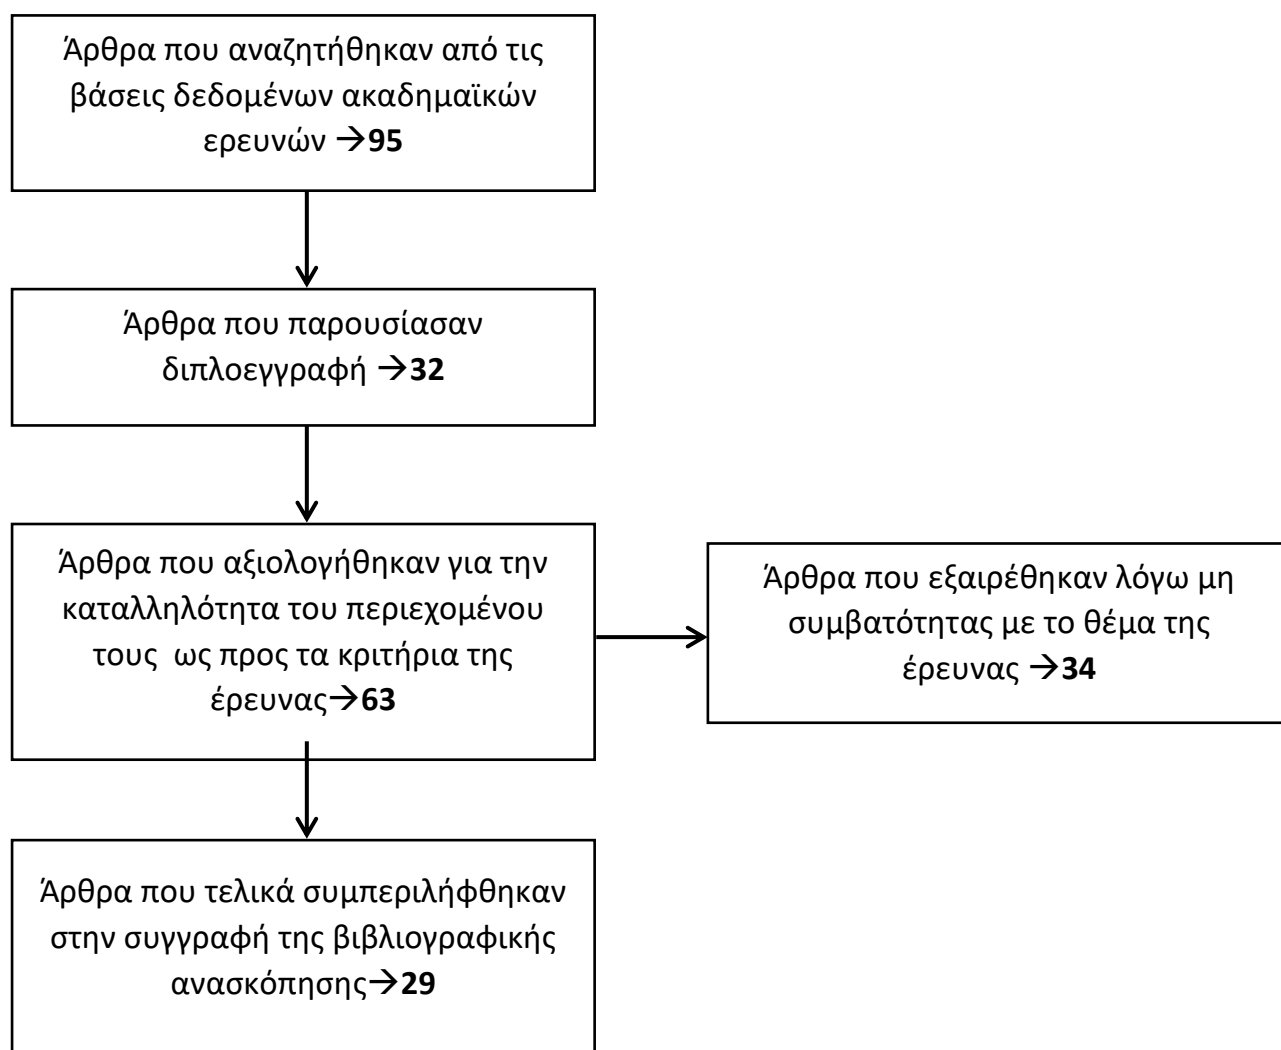 Άρθρα που αναζητήθηκαν από τις
βάσεις δεδομένων ακαδημαϊκών
ερευνών →95
Άρθρα που παρουσίασαν
διπλοεγγραφή →32
Άρθρα που αξιολογήθηκαν για την
καταλληλότητα του περιεχομένου
τους  ως προς τα κριτήρια της
έρευνας→63
Άρθρα που εξαιρέθηκαν λόγω μη
συμβατότητας με το θέμα της
έρευνας →34
Άρθρα που τελικά συμπεριλήφθηκαν
στην συγγραφή της βιβλιογραφικής
ανασκόπησης→29